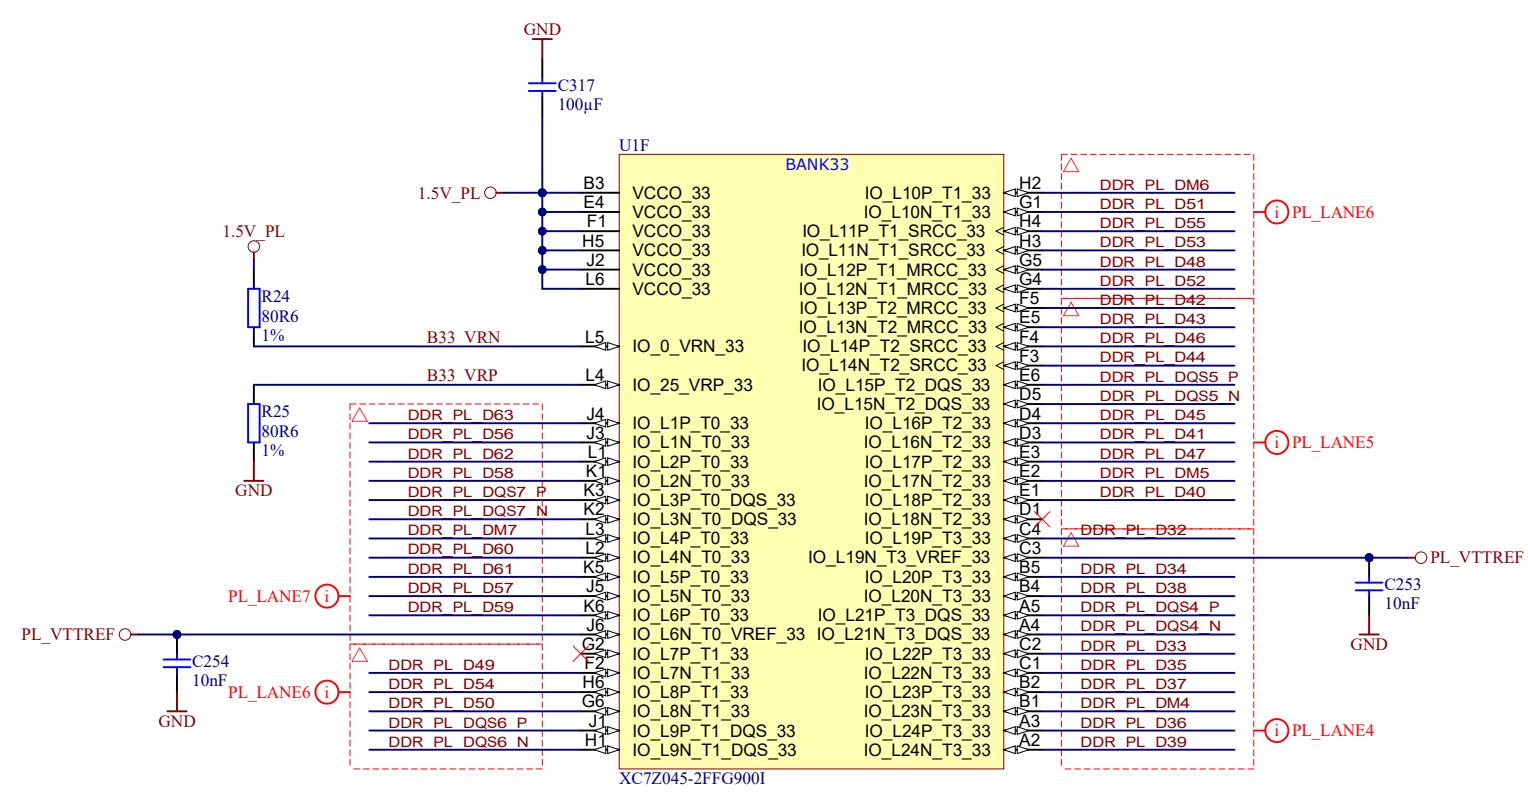 GND
C317
100µF
U1F
BANK33
1.5V_PL
B3 VCCO_33
E4 VCCO_33
F1 VCCO_33
H5 VCCO_33
J2 VCCO_33
L6 VCCO_33
1.5V_PL
R24
80R6
1%
B33_VRN L5 IO_0_VRN_33
B33_VRP L4 IO_25_VRP_33
R25
80R6
1%
GND
DDR_PL_D63 J4 IO_L1P_T0_33
DDR_PL_D56 J3 IO_L1N_T0_33
DDR_PL_D62 L1 IO_L2P_T0_33
DDR_PL_D58 K1 IO_L2N_T0_33
DDR_PL_DQS7_P K3 IO_L3P_T0_DQS_33
DDR_PL_DQS7_N K2 IO_L3N_T0_DQS_33
DDR_PL_DM7 L3 IO_L4P_T0_33
DDR_PL_D60 L2 IO_L4N_T0_33
DDR_PL_D61 K5 IO_L5P_T0_33
PL_LANE7 i DDR_PL_D57 J5 IO_L5N_T0_33
DDR_PL_D59 K6 IO_L6P_T0_33
PL_VTTREF J6 IO_L6N_T0_VREF_33
C254
10nF
GND
G2 IO_L7P_T1_33
DDR_PL_D49 F2 IO_L7N_T1_33
PL_LANE6 i DDR_PL_D54 H6 IO_L8P_T1_33
DDR_PL_D50 G6 IO_L8N_T1_33
DDR_PL_DQS6_P J1 IO_L9P_T1_DQS_33
DDR_PL_DQS6_N H1 IO_L9N_T1_DQS_33
IO_L10P_T1_33 H2 DDR_PL_DM6
IO_L10N_T1_33 G1 DDR_PL_D51 i PL_LANE6
IO_L11P_T1_SRCC_33 H4 DDR_PL_D55
IO_L11N_T1_SRCC_33 H3 DDR_PL_D53
IO_L12P_T1_MRCC_33 G5 DDR_PL_D48
IO_L12N_T1_MRCC_33 G4 DDR_PL_D52
IO_L13P_T2_MRCC_33 F5 DDR_PL_D42
IO_L13N_T2_MRCC_33 E5 DDR_PL_D43
IO_L14P_T2_SRCC_33 F4 DDR_PL_D46
IO_L14N_T2_SRCC_33 F3 DDR_PL_D44
IO_L15P_T2_DQS_33 E6 DDR_PL_DQS5_P
IO_L15N_T2_DQS_33 D5 DDR_PL_DQS5_N
IO_L16P_T2_33 D4 DDR_PL_D45
IO_L16N_T2_33 D3 DDR_PL_D41 i PL_LANE5
IO_L17P_T2_33 E3 DDR_PL_D47
IO_L17N_T2_33 E2 DDR_PL_DM5
IO_L18P_T2_33 E1 DDR_PL_D40
IO_L18N_T2_33 D1
IO_L19P_T3_33 C4 DDR_PL_D32
IO_L19N_T3_VREF_33 C3 PL_VTTREF
C253
10nF
GND
IO_L20P_T3_33 B5 DDR_PL_D34
IO_L20N_T3_33 B4 DDR_PL_D38
IO_L21P_T3_DQS_33 A5 DDR_PL_DQS4_P
IO_L21N_T3_DQS_33 A4 DDR_PL_DQS4_N
IO_L22P_T3_33 C2 DDR_PL_D33
IO_L22N_T3_33 C1 DDR_PL_D35
IO_L23P_T3_33 B2 DDR_PL_D37
IO_L23N_T3_33 B1 DDR_PL_DM4
IO_L24P_T3_33 A3 DDR_PL_D36 i PL_LANE4
IO_L24N_T3_33 A2 DDR_PL_D39
XC7Z045-2FFG900I